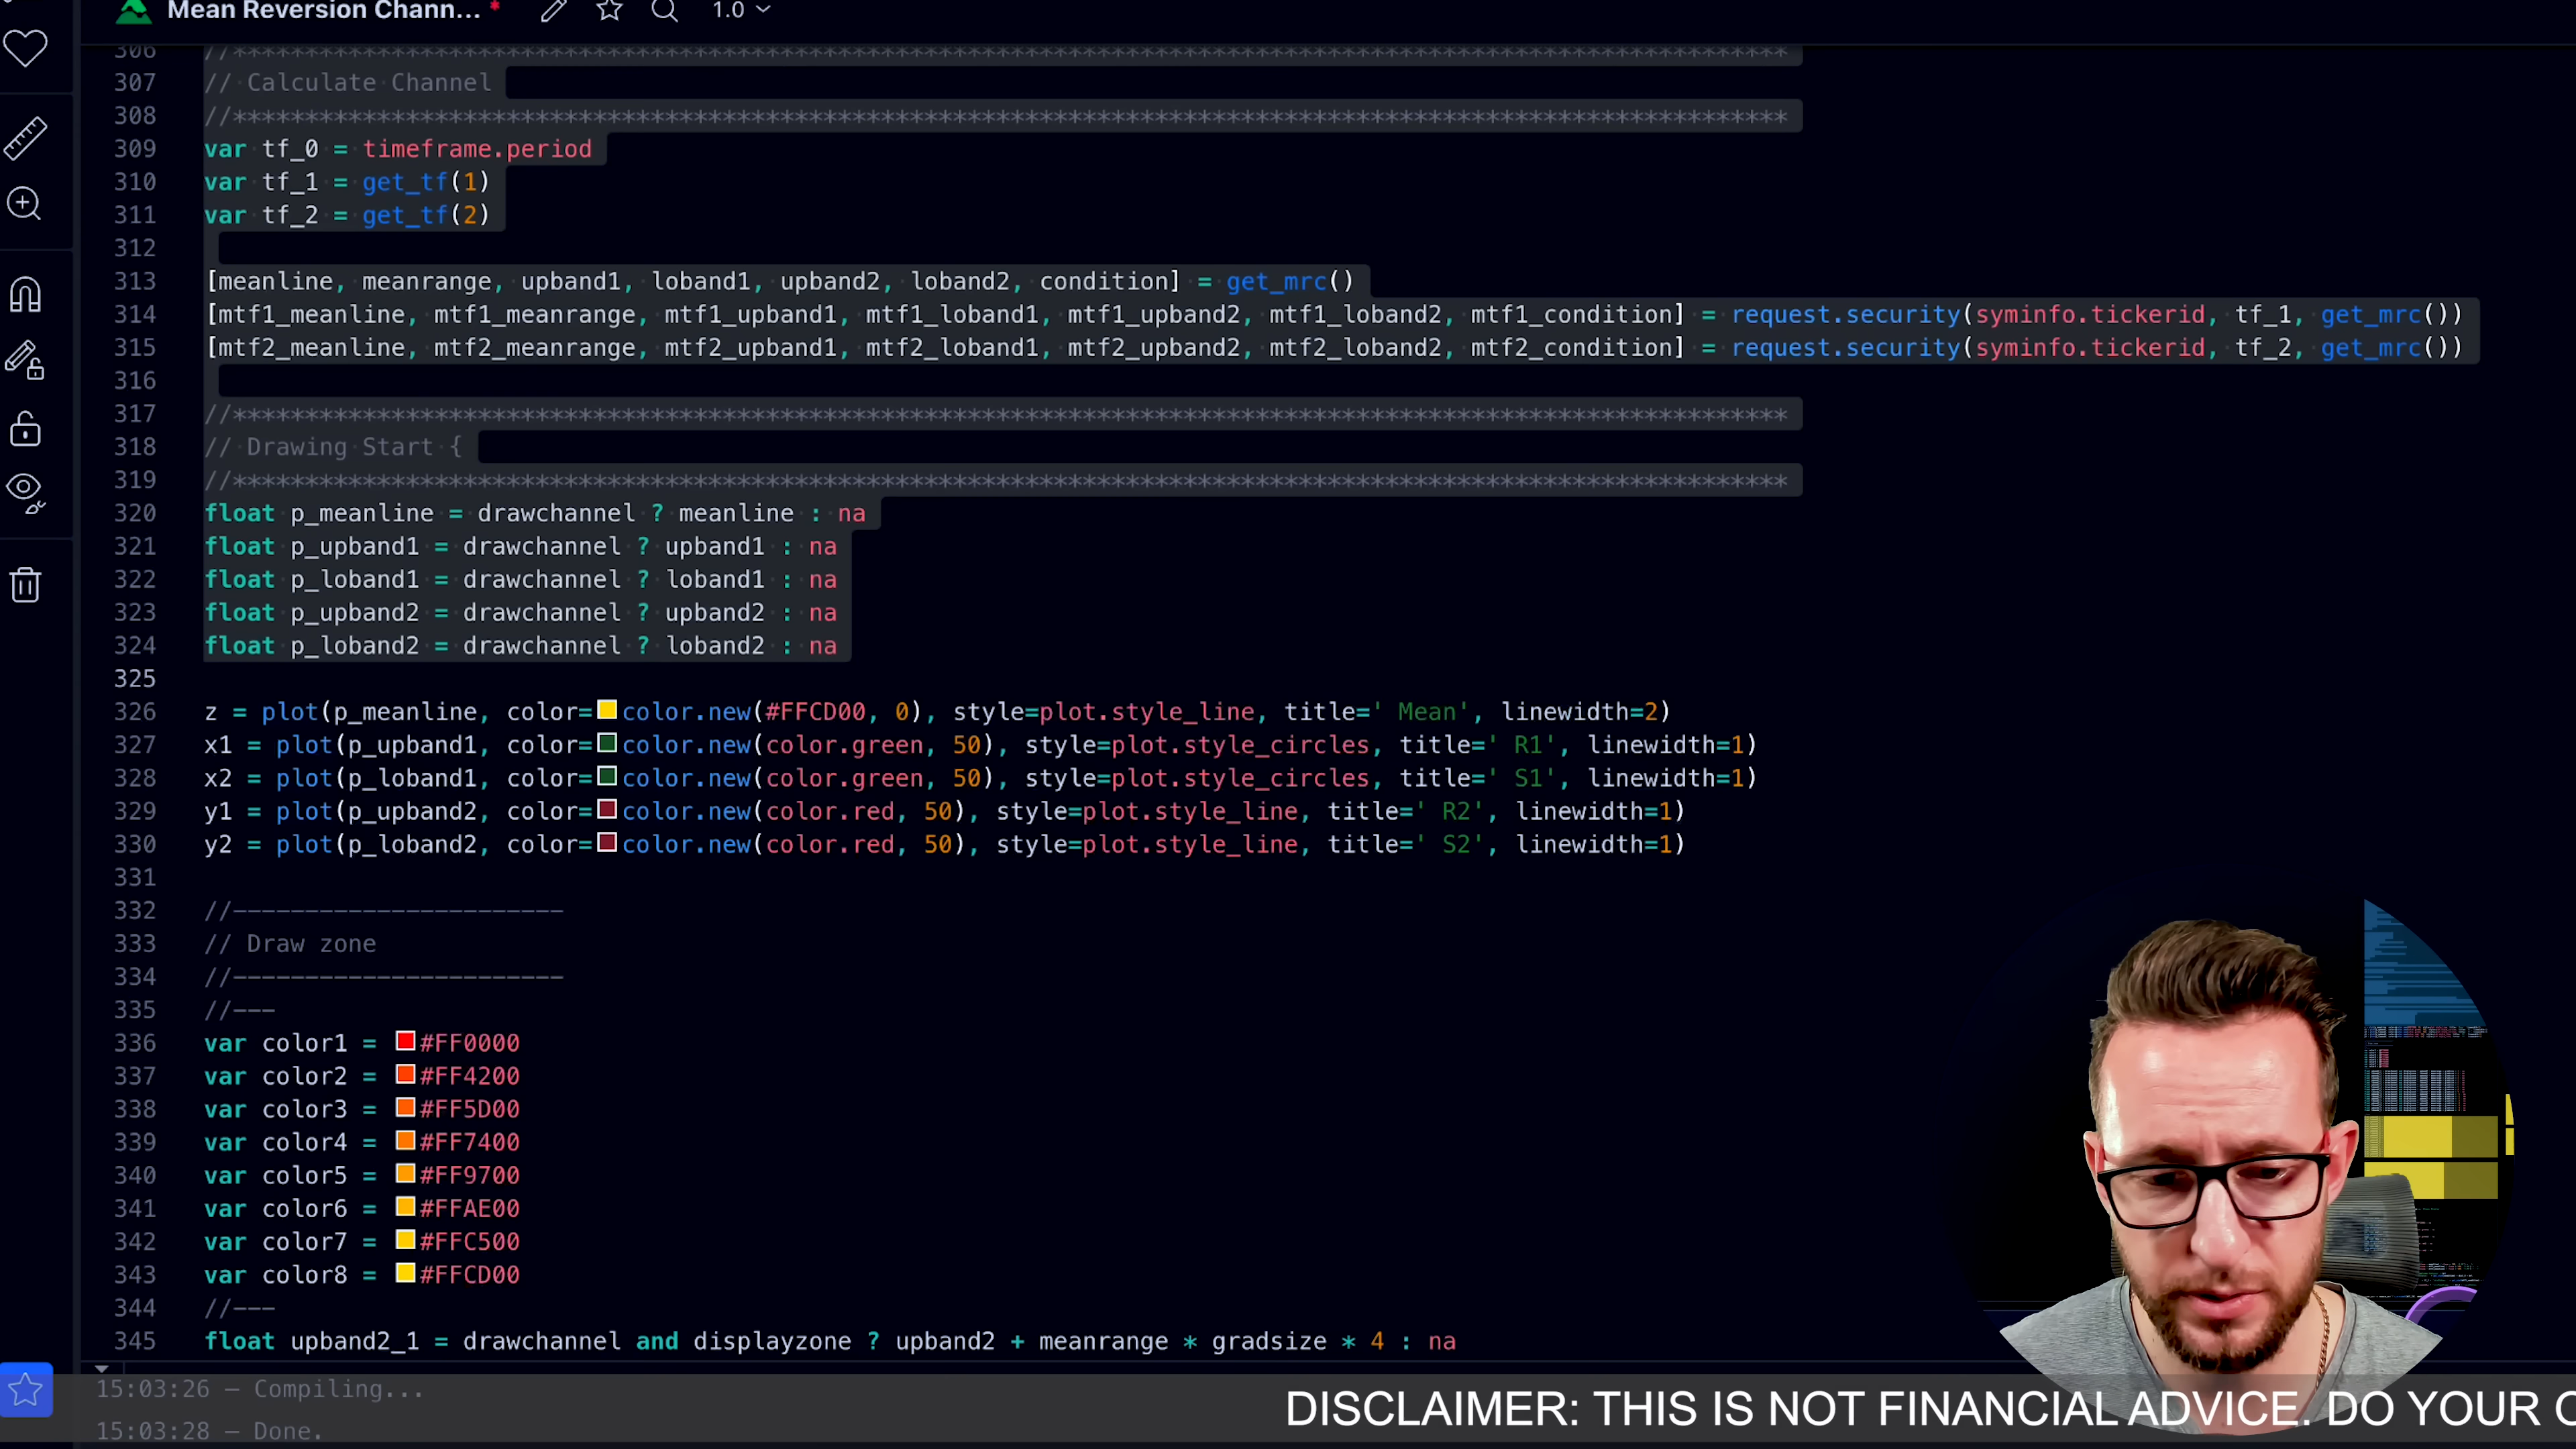 Mean Reversion Chann... *
1.0
306 //************************************************************************************************************
307 // Calculate Channel
308 //************************************************************************************************************
309 var tf_0 = timeframe.period
310 var tf_1 = get_tf(1)
311 var tf_2 = get_tf(2)
312
313 [meanline, meanrange, upband1, loband1, upband2, loband2, condition] = get_mrc()
314 [mtf1_meanline, mtf1_meanrange, mtf1_upband1, mtf1_loband1, mtf1_upband2, mtf1_loband2, mtf1_condition] = request.security(syminfo.tickerid, tf_1, get_mrc())
315 [mtf2_meanline, mtf2_meanrange, mtf2_upband1, mtf2_loband1, mtf2_upband2, mtf2_loband2, mtf2_condition] = request.security(syminfo.tickerid, tf_2, get_mrc())
316
317 //************************************************************************************************************
318 // Drawing Start {
319 //************************************************************************************************************
320 float p_meanline = drawchannel ? meanline : na
321 float p_upband1 = drawchannel ? upband1 : na
322 float p_loband1 = drawchannel ? loband1 : na
323 float p_upband2 = drawchannel ? upband2 : na
324 float p_loband2 = drawchannel ? loband2 : na
325
326 z = plot(p_meanline, color=color.new(#FFCD00, 0), style=plot.style_line, title=' Mean', linewidth=2)
327 x1 = plot(p_upband1, color=color.new(color.green, 50), style=plot.style_circles, title=' R1', linewidth=1)
328 x2 = plot(p_loband1, color=color.new(color.green, 50), style=plot.style_circles, title=' S1', linewidth=1)
329 y1 = plot(p_upband2, color=color.new(color.red, 50), style=plot.style_line, title=' R2', linewidth=1)
330 y2 = plot(p_loband2, color=color.new(color.red, 50), style=plot.style_line, title=' S2', linewidth=1)
331
332 //-----------------------
333 // Draw zone
334 //-----------------------
335 //---
336 var color1 = #FF0000
337 var color2 = #FF4200
338 var color3 = #FF5D00
339 var color4 = #FF7400
340 var color5 = #FF9700
341 var color6 = #FFAE00
342 var color7 = #FFC500
343 var color8 = #FFCD00
344 //---
345 float upband2_1 = drawchannel and displayzone ? upband2 + meanrange * gradsize * 4 : na
15:03:26 — Compiling...
15:03:28 — Done.
DISCLAIMER: THIS IS NOT FINANCIAL ADVICE. DO YOUR